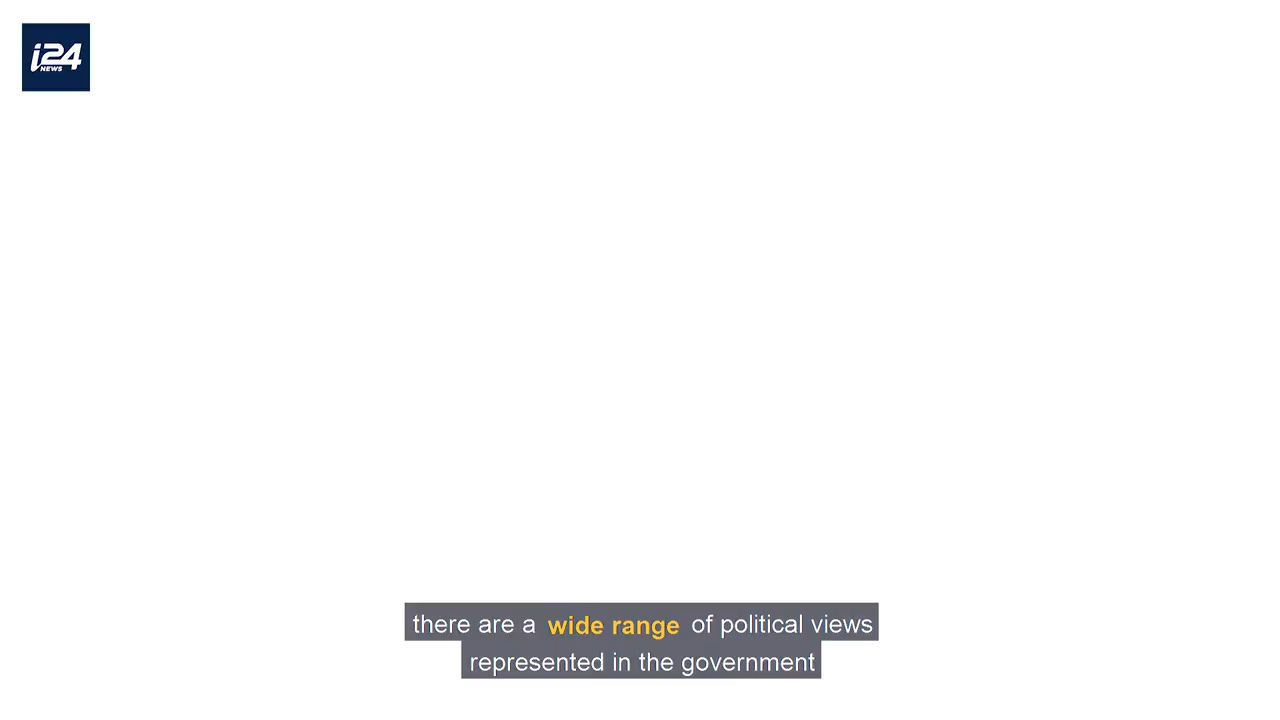 i24
NEWS
there are a wide range of political views
represented in the government